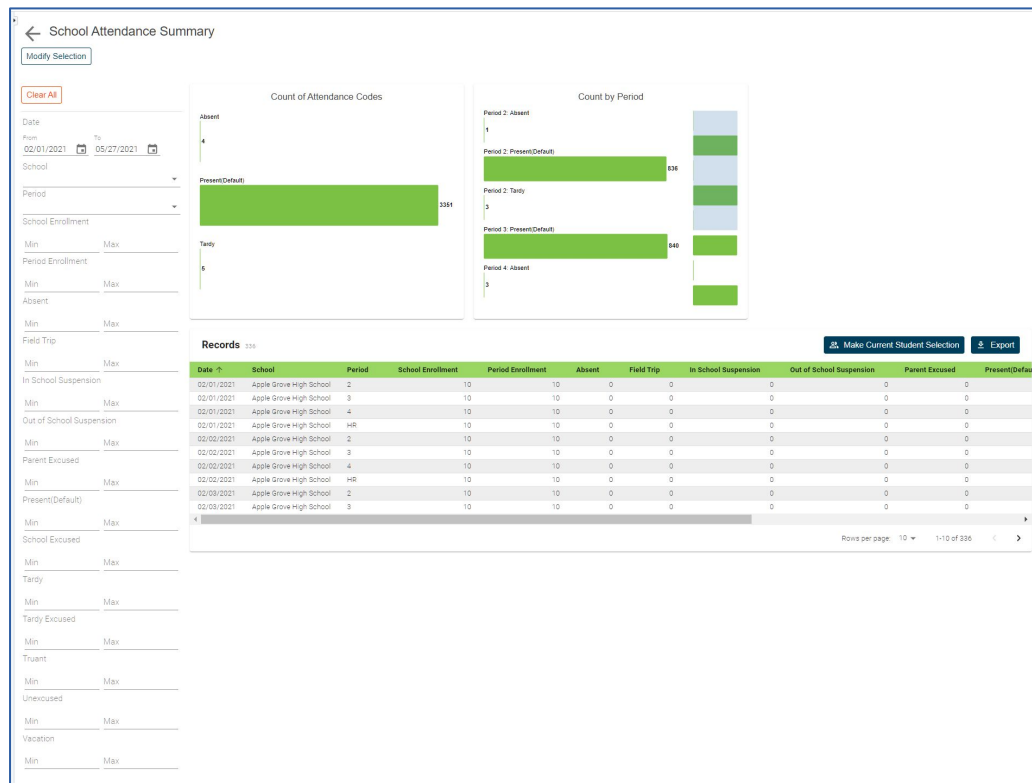 School Attendance Summary
Modify Selection
Clear All
Date
From To
02/01/2021 05/27/2021
School
Period
School Enrollment
Min Max
Period Enrollment
Min Max
Absent
Min Max
Field Trip
Min Max
In School Suspension
Min Max
Out of School Suspension
Min Max
Parent Excused
Min Max
Present(Default)
Min Max
School Excused
Min Max
Tardy
Min Max
Tardy Excused
Min Max
Truant
Min Max
Unexcused
Min Max
Vacation
Min Max
Count of Attendance Codes
Absent
4
Present(Default)
3351
Tardy
5
Count by Period
Period 2: Absent
1
Period 2: Present(Default)
836
Period 2: Tardy
3
Period 3: Present(Default)
840
Period 4: Absent
3
Records 336
Make Current Student Selection Export
Date School Period School Enrollment Period Enrollment Absent Field Trip In School Suspension Out of School Suspension Parent Excused Present(Defau
02/01/2021 Apple Grove High School 2 10 10 0 0 0 0 0
02/01/2021 Apple Grove High School 3 10 10 0 0 0 0 0
02/01/2021 Apple Grove High School 4 10 10 0 0 0 0 0
02/01/2021 Apple Grove High School HR 10 10 0 0 0 0 0
02/02/2021 Apple Grove High School 2 10 10 0 0 0 0 0
02/02/2021 Apple Grove High School 3 10 10 0 0 0 0 0
02/02/2021 Apple Grove High School 4 10 10 0 0 0 0 0
02/02/2021 Apple Grove High School HR 10 10 0 0 0 0 0
02/03/2021 Apple Grove High School 2 10 10 0 0 0 0 0
02/03/2021 Apple Grove High School 3 10 10 0 0 0 0 0
Rows per page: 10 1-10 of 336